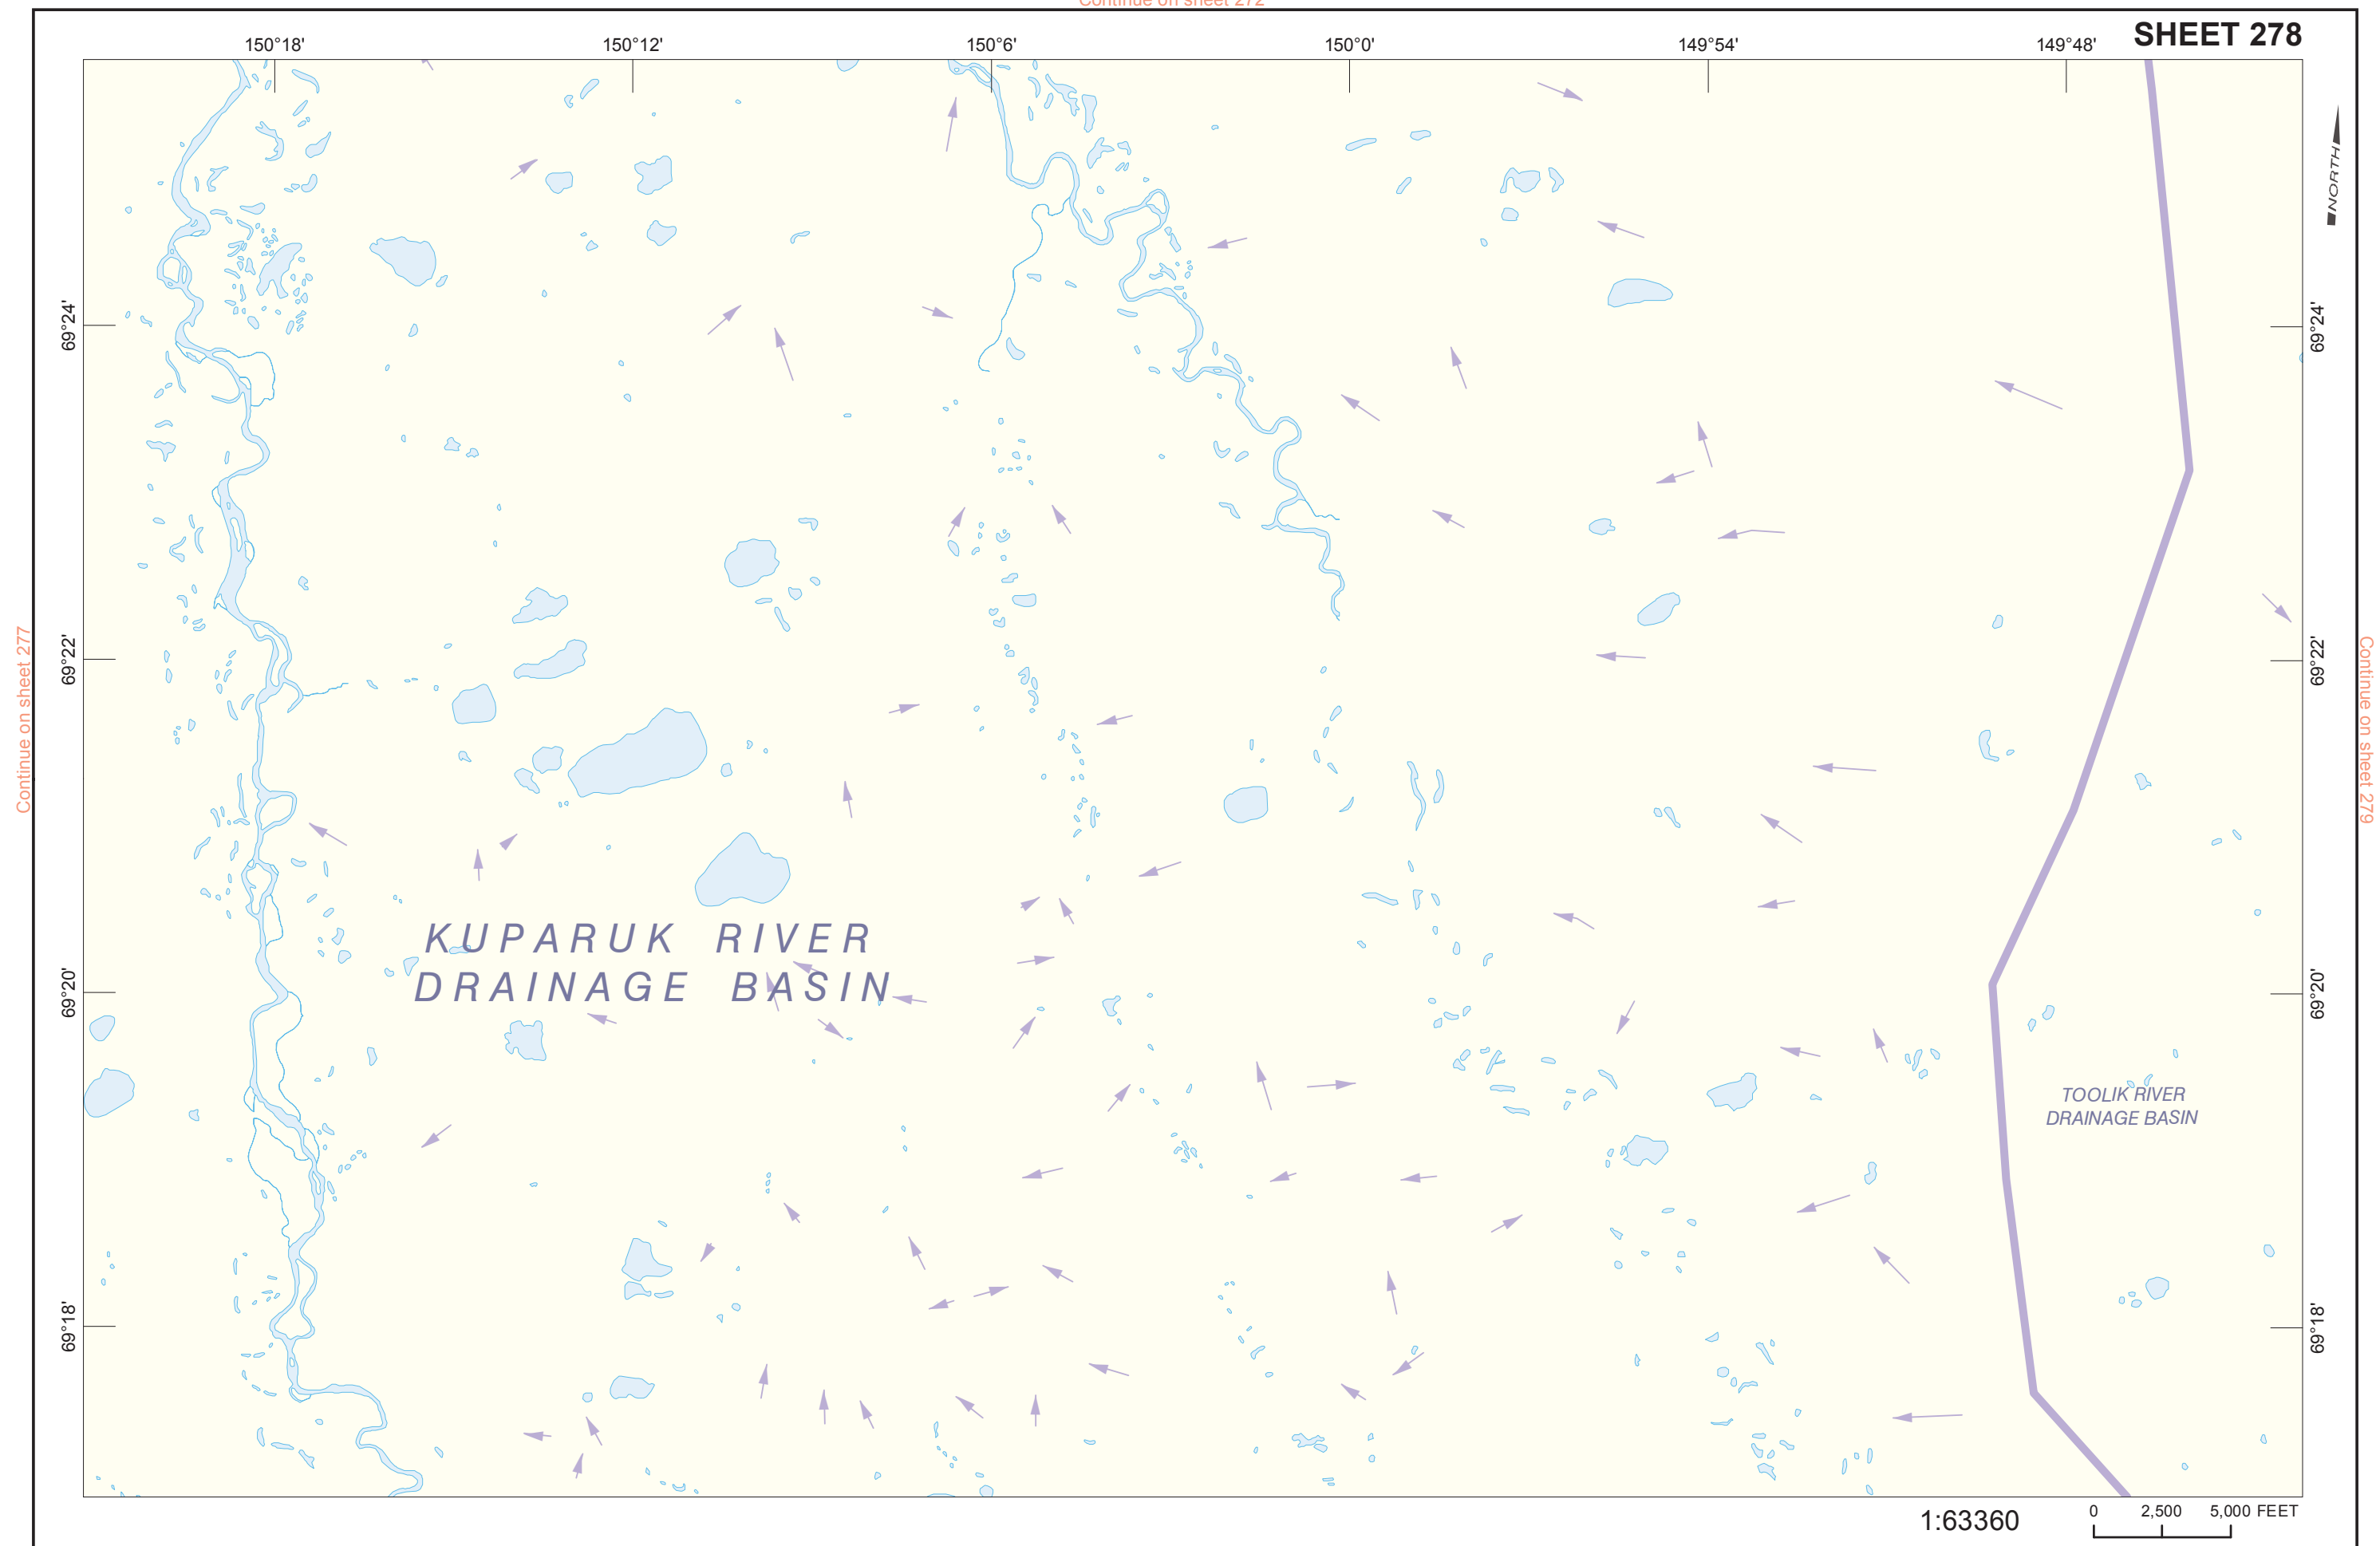 Continue on sheet 272
SHEET 278
150°18'
150°12'
150°6'
150°0'
149°54'
149°48'
NORTH
69°24'
69°24'
69°22'
69°22'
Continue on sheet 277
Continue on sheet 279
KUPARUK RIVER
DRAINAGE BASIN
69°20'
69°20'
TOOLIK RIVER
DRAINAGE BASIN
69°18'
69°18'
1:63360
0 2,500 5,000 FEET